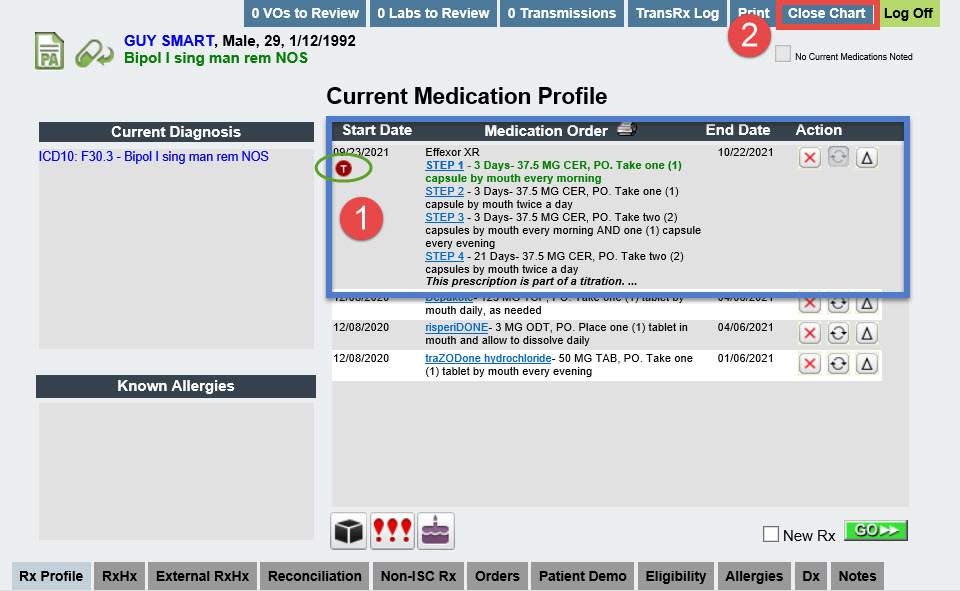 0 VOs to Review 0 Labs to Review 0 Transmissions TransRx Log Print Close Chart Log Off
2
PA
GUY SMART, Male, 29, 1/12/1992
Bipol I sing man rem NOS
No Current Medications Noted
Current Medication Profile
Current Diagnosis
ICD10: F30.3 - Bipol I sing man rem NOS
Start Date Medication Order End Date Action
09/23/2021 Effexor XR 10/22/2021
T
STEP 1 - 3 Days- 37.5 MG CER, PO. Take one (1)
capsule by mouth every morning
STEP 2 - 3 Days- 37.5 MG CER, PO. Take one (1)
capsule by mouth twice a day
1
STEP 3 - 3 Days- 37.5 MG CER, PO. Take two (2)
capsules by mouth every morning AND one (1) capsule
every evening
STEP 4 - 21 Days- 37.5 MG CER, PO. Take two (2)
capsules by mouth twice a day
This prescription is part of a titration. ...
12/08/2020 Depakote- 125 MG TCP, PO. Take one (1) tablet by 04/06/2021
mouth daily, as needed
12/08/2020 risperiDONE- 3 MG ODT, PO. Place one (1) tablet in 04/06/2021
mouth and allow to dissolve daily
12/08/2020 traZODone hydrochloride- 50 MG TAB, PO. Take one 01/06/2021
(1) tablet by mouth every evening
Known Allergies
New Rx GO
Rx Profile RxHx External RxHx Reconciliation Non-ISC Rx Orders Patient Demo Eligibility Allergies Dx Notes